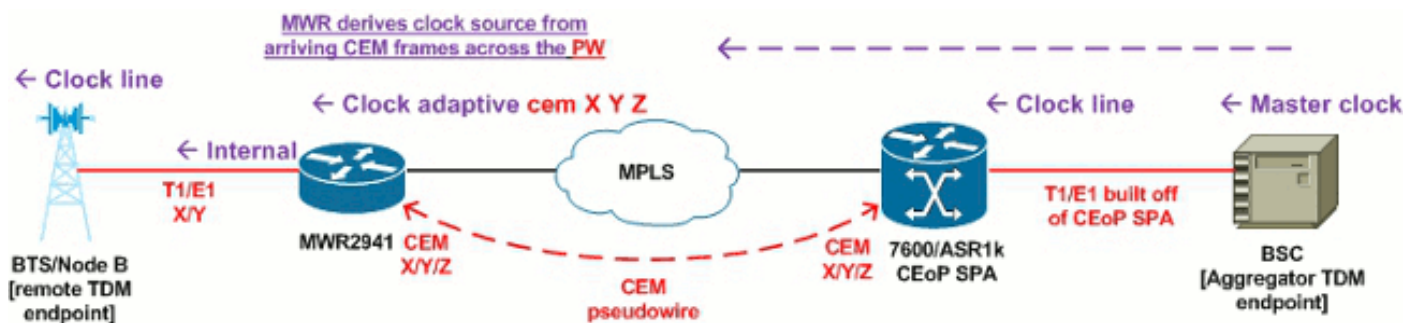 MWR derives clock source from
arriving CEM frames across the PW
← Clock line
← Clock adaptive cem X Y Z
← Clock line
← Master clock
← Internal
MPLS
T1/E1
X/Y
T1/E1 built off
of CEoP SPA
MWR2941
CEM
X/Y/Z
CEM
X/Y/Z
7600/ASR1k
CEoP SPA
BTS/Node B
[remote TDM
endpoint]
CEM
pseudowire
BSC
[Aggregator TDM
endpoint]